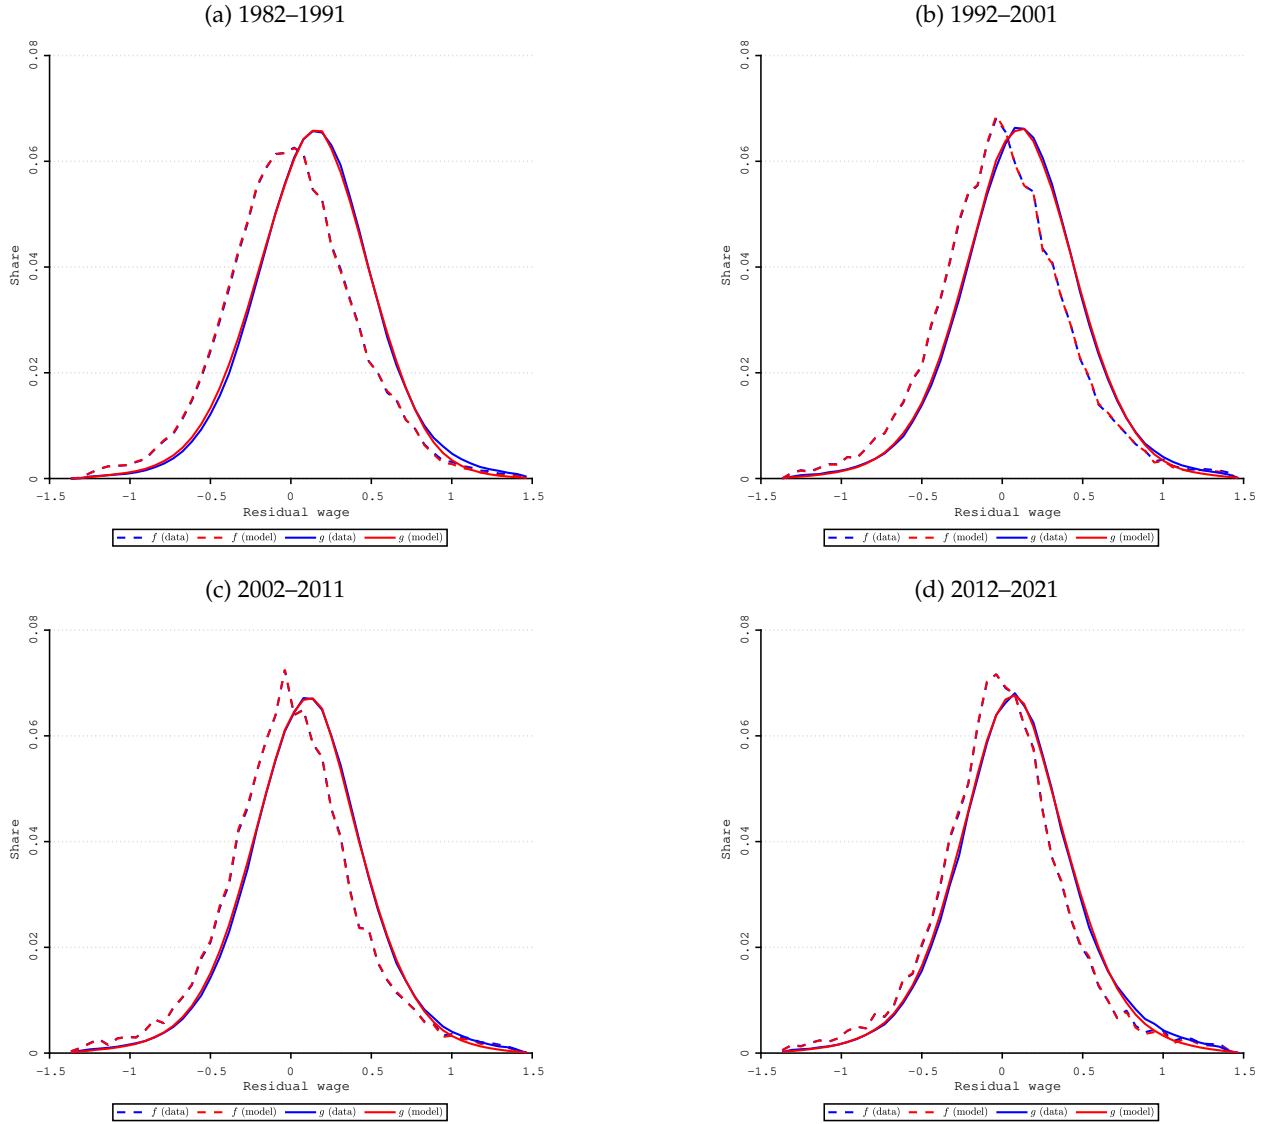 (a) 1982–1991
0.08
0.06
0.04
0.02
0
Share
−1.5 −1 −0.5 0 0.5 1 1.5
Residual wage
f (data) f (model) g (data) g (model)
(b) 1992–2001
0.08
0.06
0.04
0.02
0
Share
−1.5 −1 −0.5 0 0.5 1 1.5
Residual wage
f (data) f (model) g (data) g (model)
(c) 2002–2011
0.08
0.06
0.04
0.02
0
Share
−1.5 −1 −0.5 0 0.5 1 1.5
Residual wage
f (data) f (model) g (data) g (model)
(d) 2012–2021
0.08
0.06
0.04
0.02
0
Share
−1.5 −1 −0.5 0 0.5 1 1.5
Residual wage
f (data) f (model) g (data) g (model)